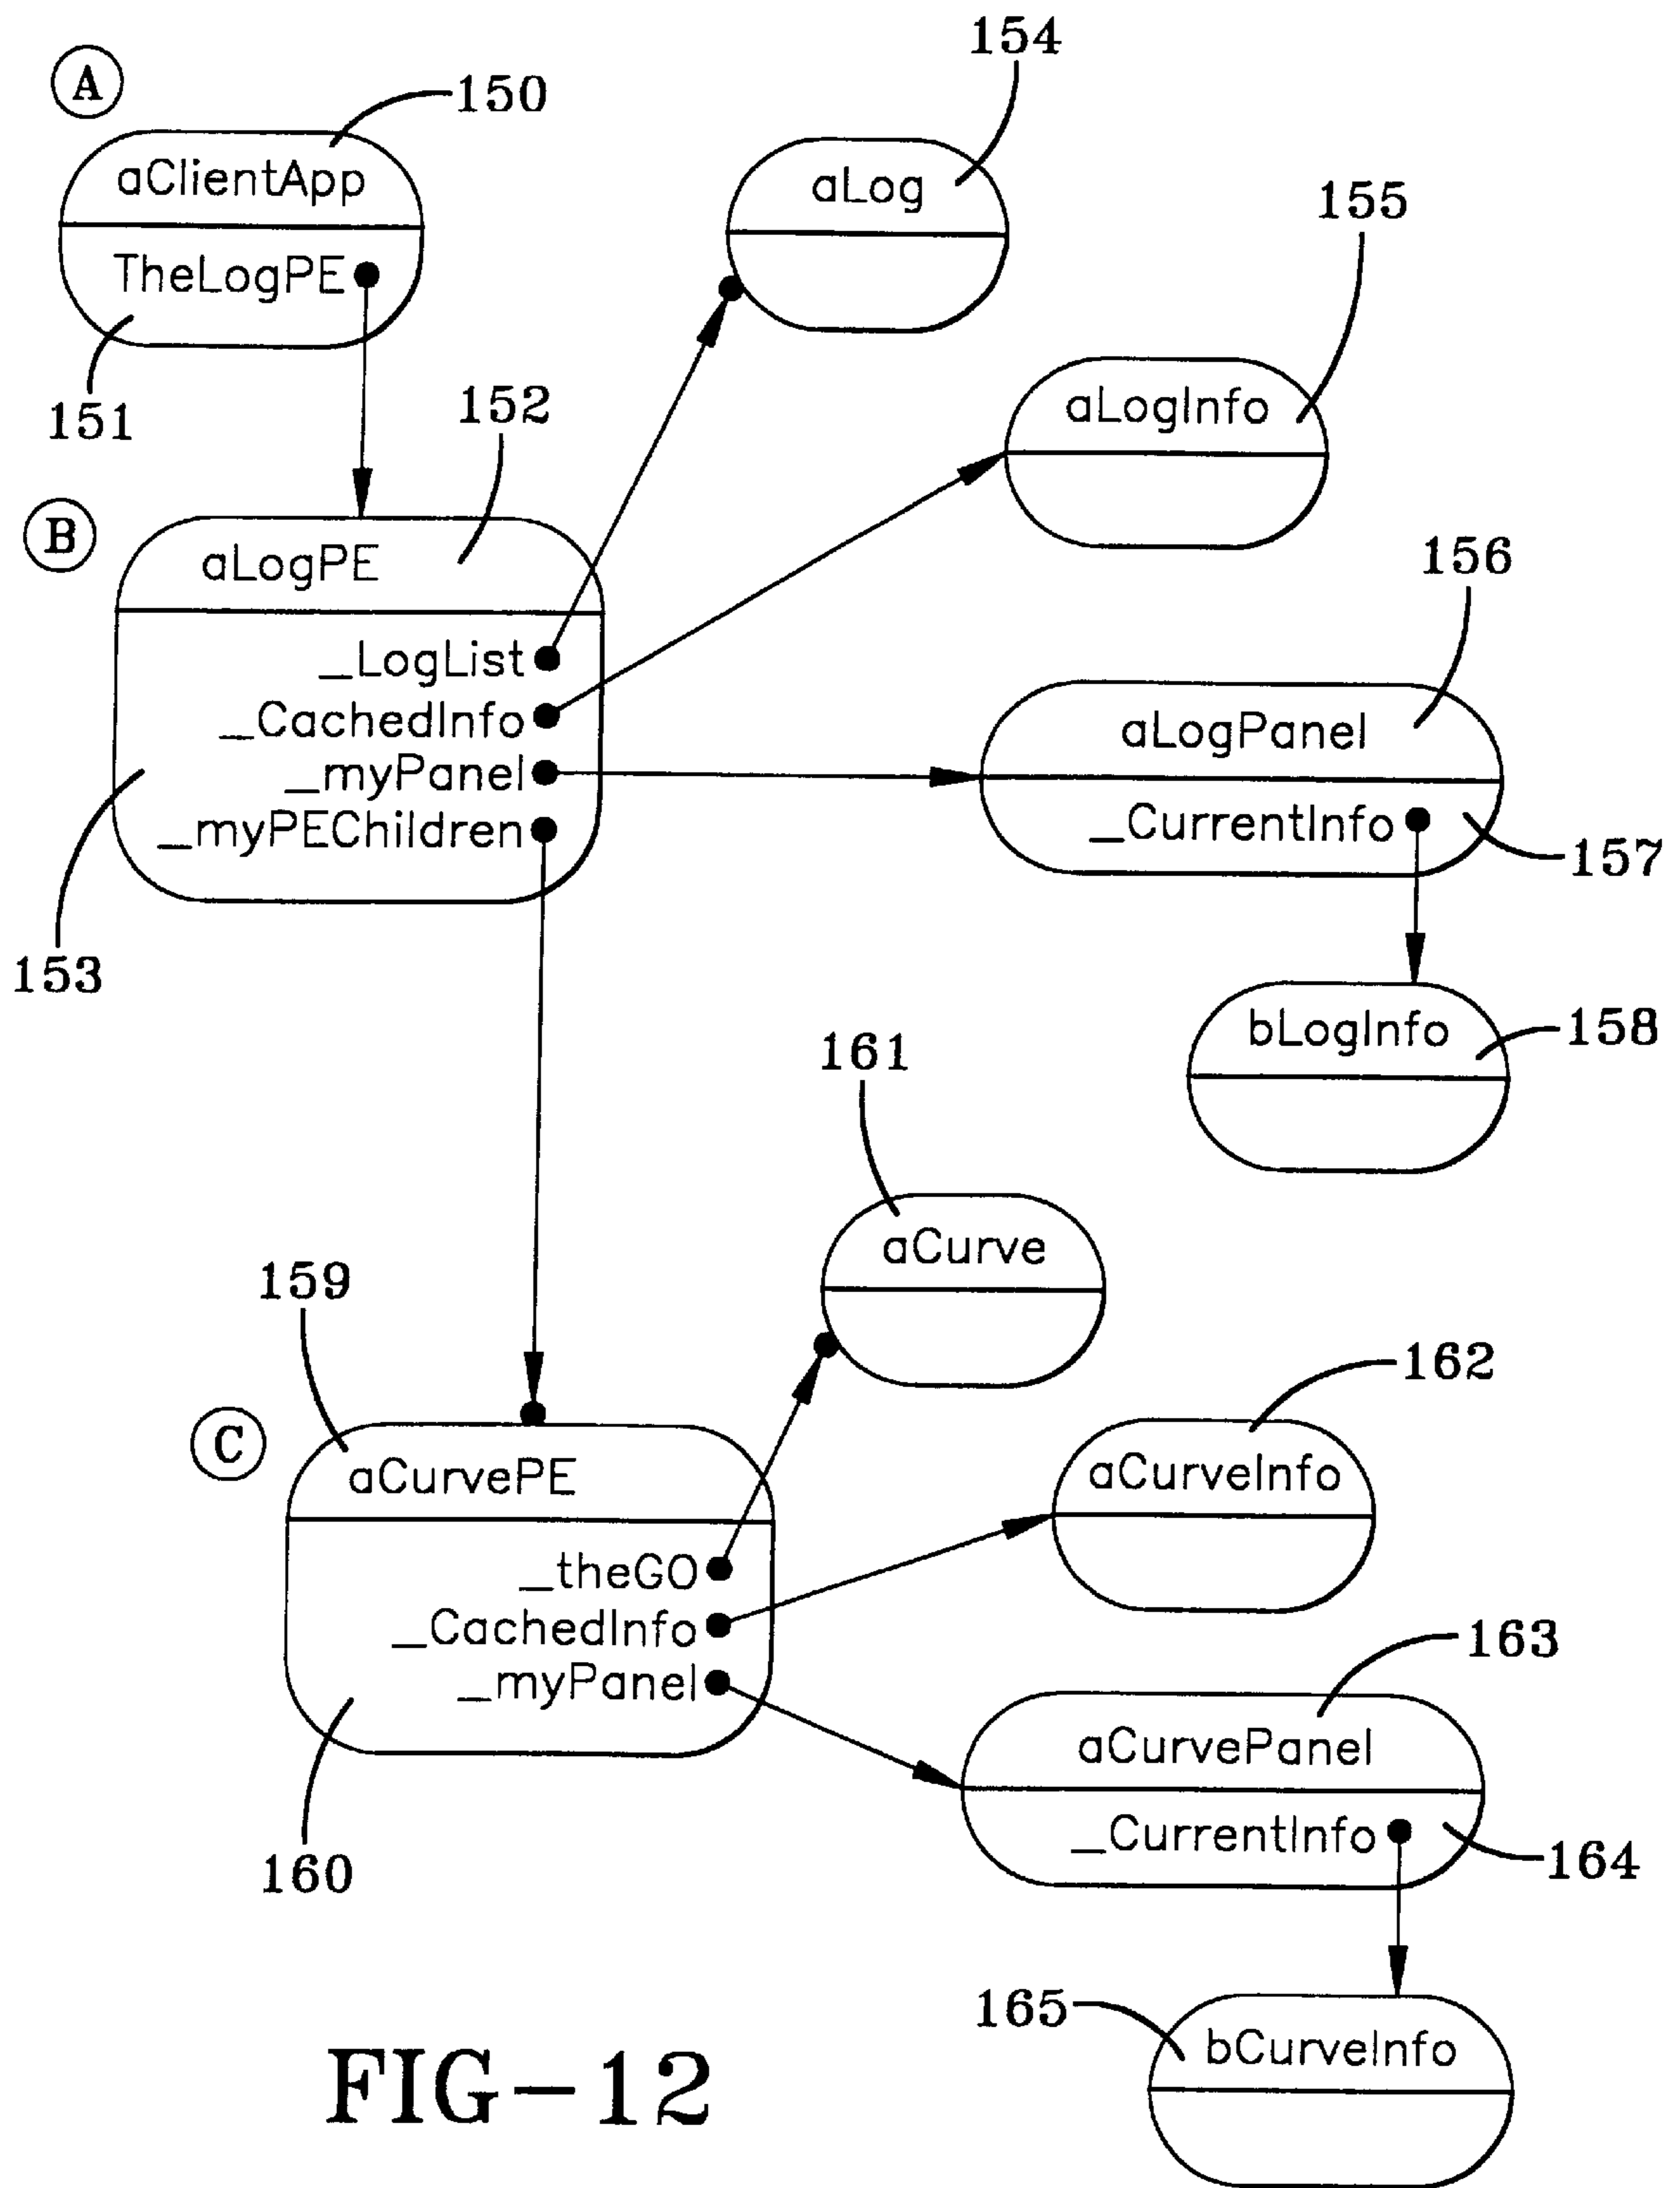 154
A
150
aClientApp
aLog
155
TheLogPE
151
152
aLogInfo
B
aLogPE
156
_LogList
_CachedInfo
aLogPanel
_myPanel
_myPEChildren
_CurrentInfo
157
153
bLogInfo
158
161
aCurve
159
162
C
aCurvePE
aCurveInfo
_theGO
_CachedInfo
163
_myPanel
aCurvePanel
_CurrentInfo
164
160
165
bCurveInfo
FIG-12